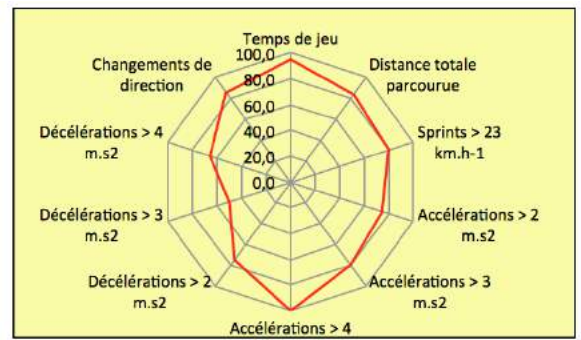 Temps de jeu
100,0
80,0
60,0
40,0
20,0
0,0
Distance totale
parcourue
Sprints > 23
km.h-1
Accélérations > 2
m.s2
Accélérations > 3
m.s2
Accélérations > 4
Décélérations > 2
m.s2
Décélérations > 3
m.s2
Décélérations > 4
m.s2
Changements de
direction